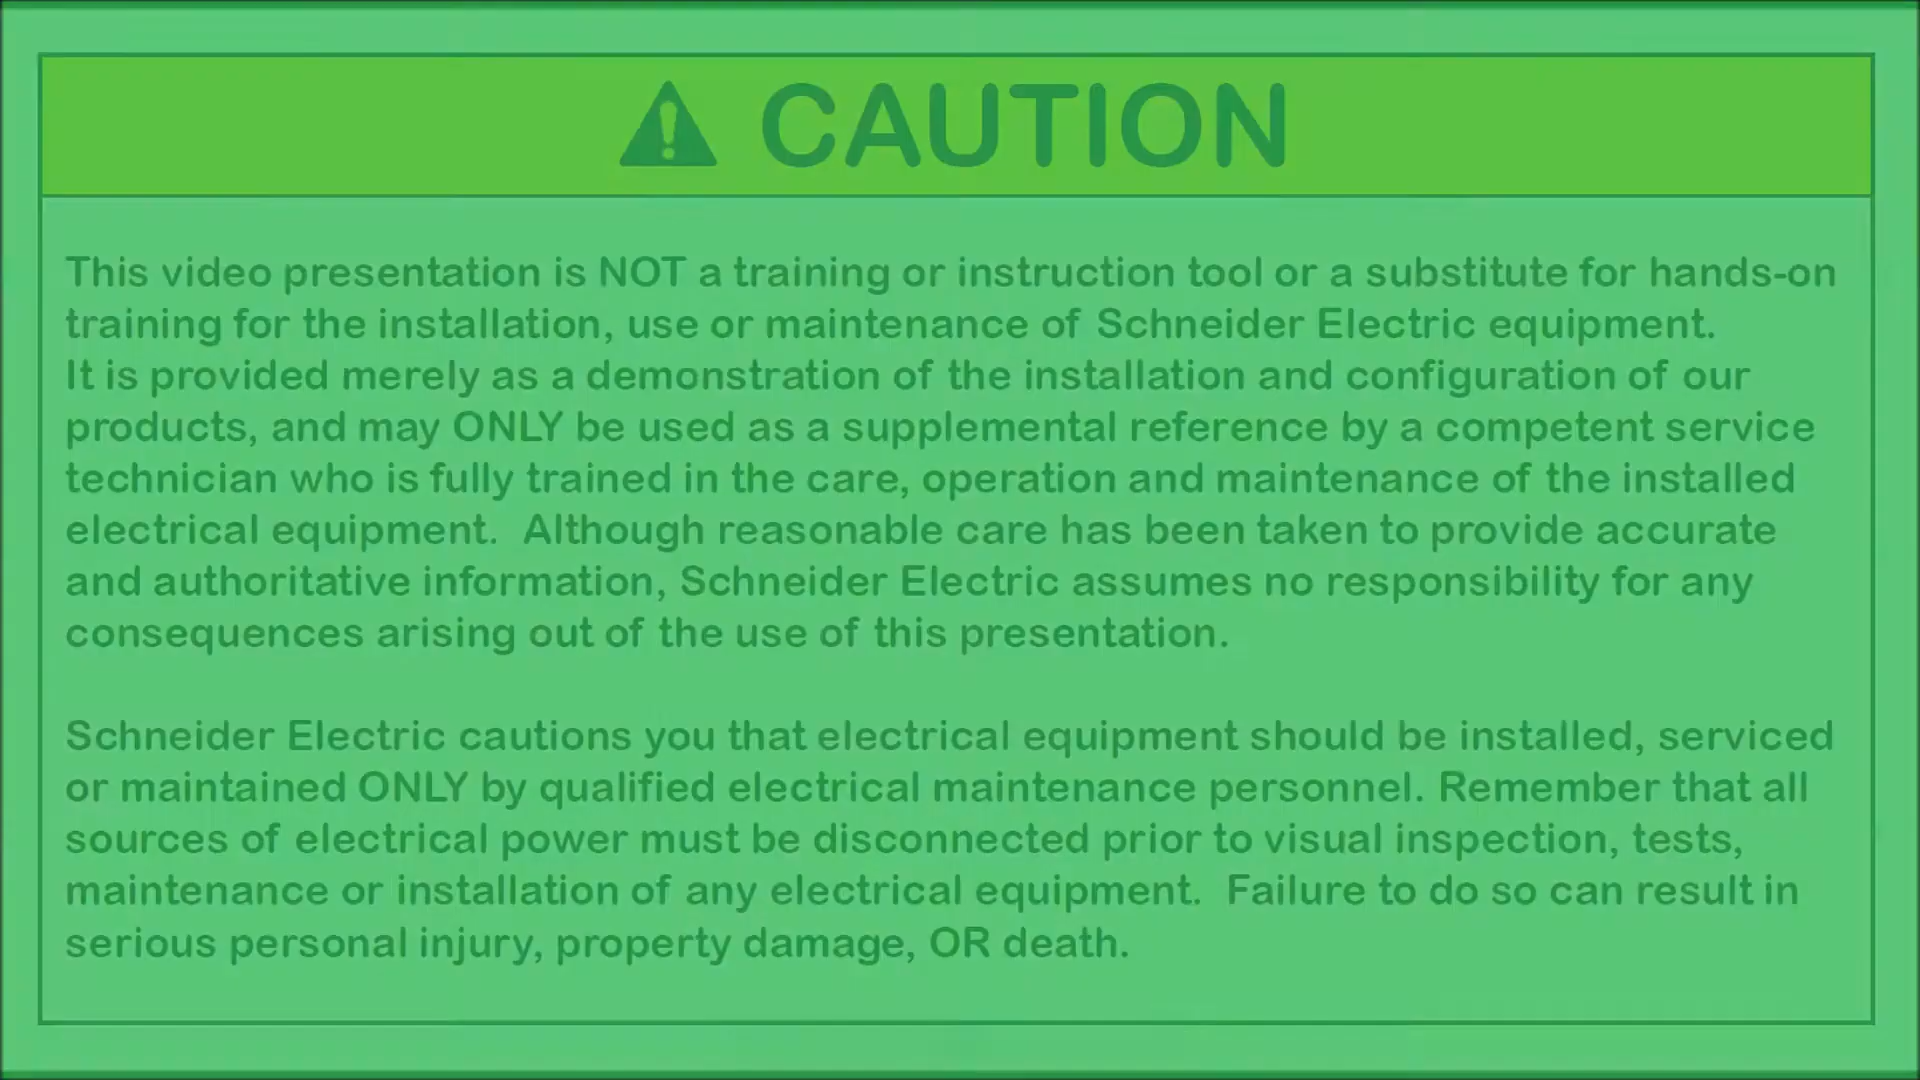 CAUTION
This video presentation is NOT a training or instruction tool or a substitute for hands-on
training for the installation, use or maintenance of Schneider Electric equipment.
It is provided merely as a demonstration of the installation and configuration of our
products, and may ONLY be used as a supplemental reference by a competent service
technician who is fully trained in the care, operation and maintenance of the installed
electrical equipment.  Although reasonable care has been taken to provide accurate
and authoritative information, Schneider Electric assumes no responsibility for any
consequences arising out of the use of this presentation.
Schneider Electric cautions you that electrical equipment should be installed, serviced
or maintained ONLY by qualified electrical maintenance personnel. Remember that all
sources of electrical power must be disconnected prior to visual inspection, tests,
maintenance or installation of any electrical equipment.  Failure to do so can result in
serious personal injury, property damage, OR death.